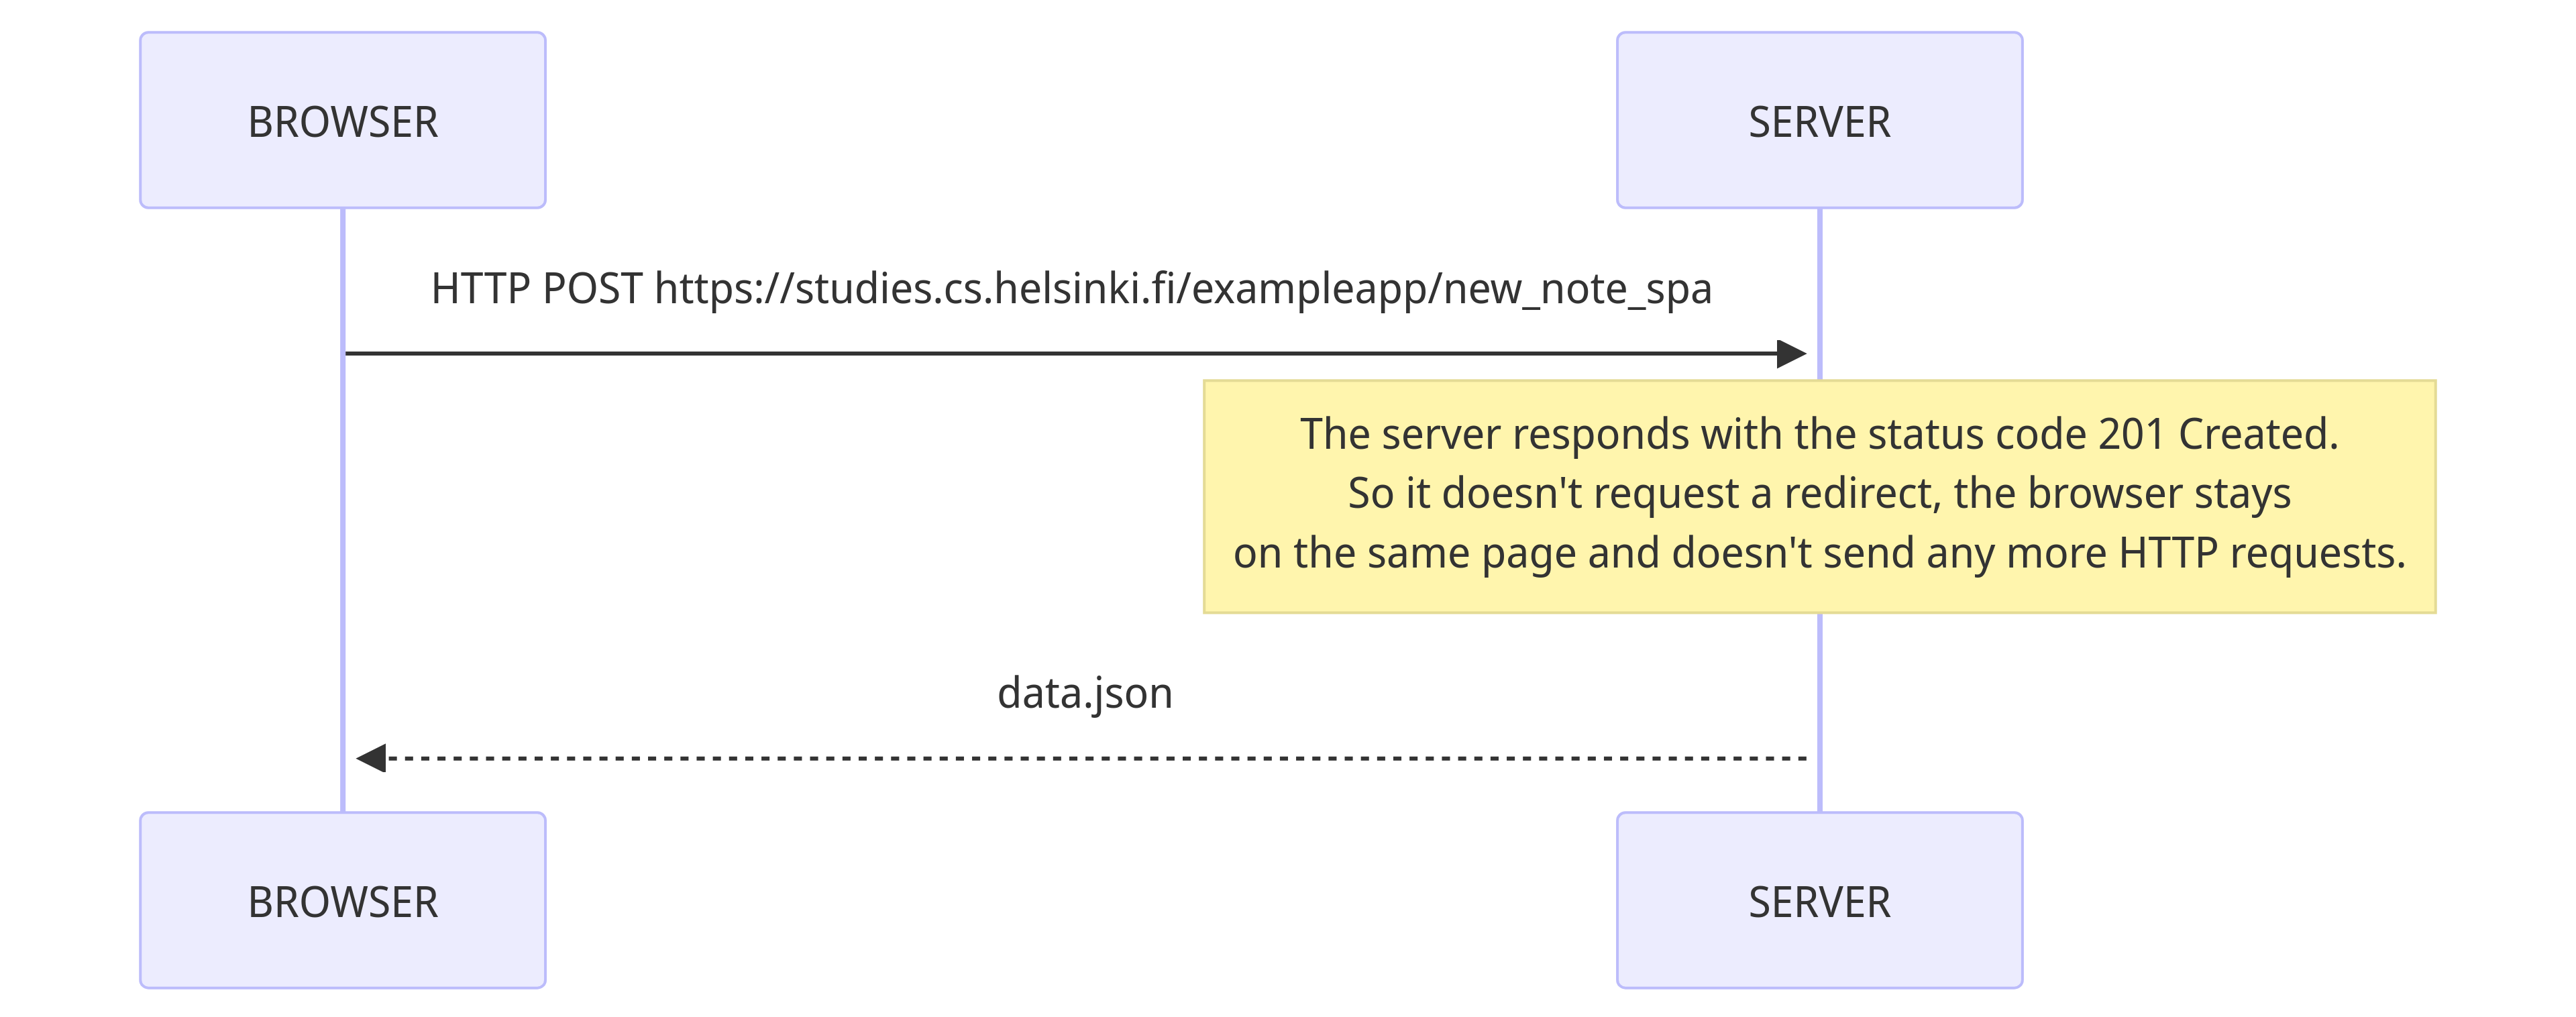 BROWSER
SERVER
HTTP POST https://studies.cs.helsinki.fi/exampleapp/new_note_spa
The server responds with the status code 201 Created.
So it doesn't request a redirect, the browser stays
on the same page and doesn't send any more HTTP requests.
data.json
BROWSER
SERVER